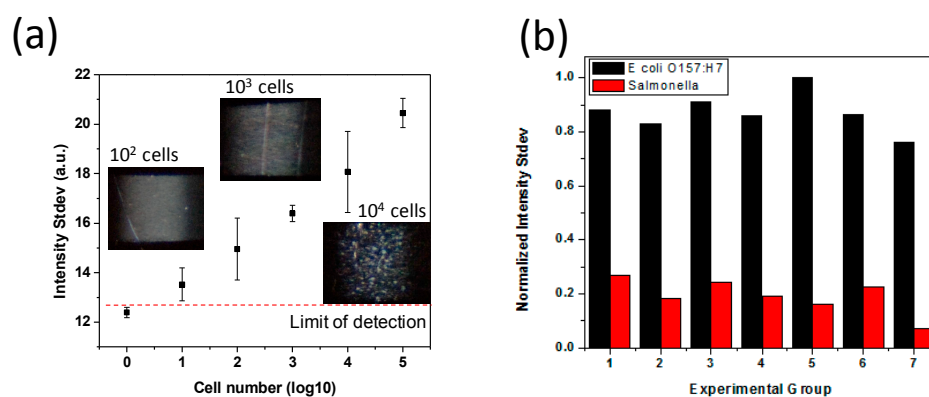 (a)
22
20
18
16
14
12
Intensity Stdev (a.u.)
10² cells
10³ cells
10⁴ cells
Limit of detection
0 1 2 3 4 5
Cell number (log10)
(b)
E coli O157:H7
Salmonella
1.0
0.8
0.6
0.4
0.2
0.0
Normalized Intensity Stdev
1 2 3 4 5 6 7
Experimental Group